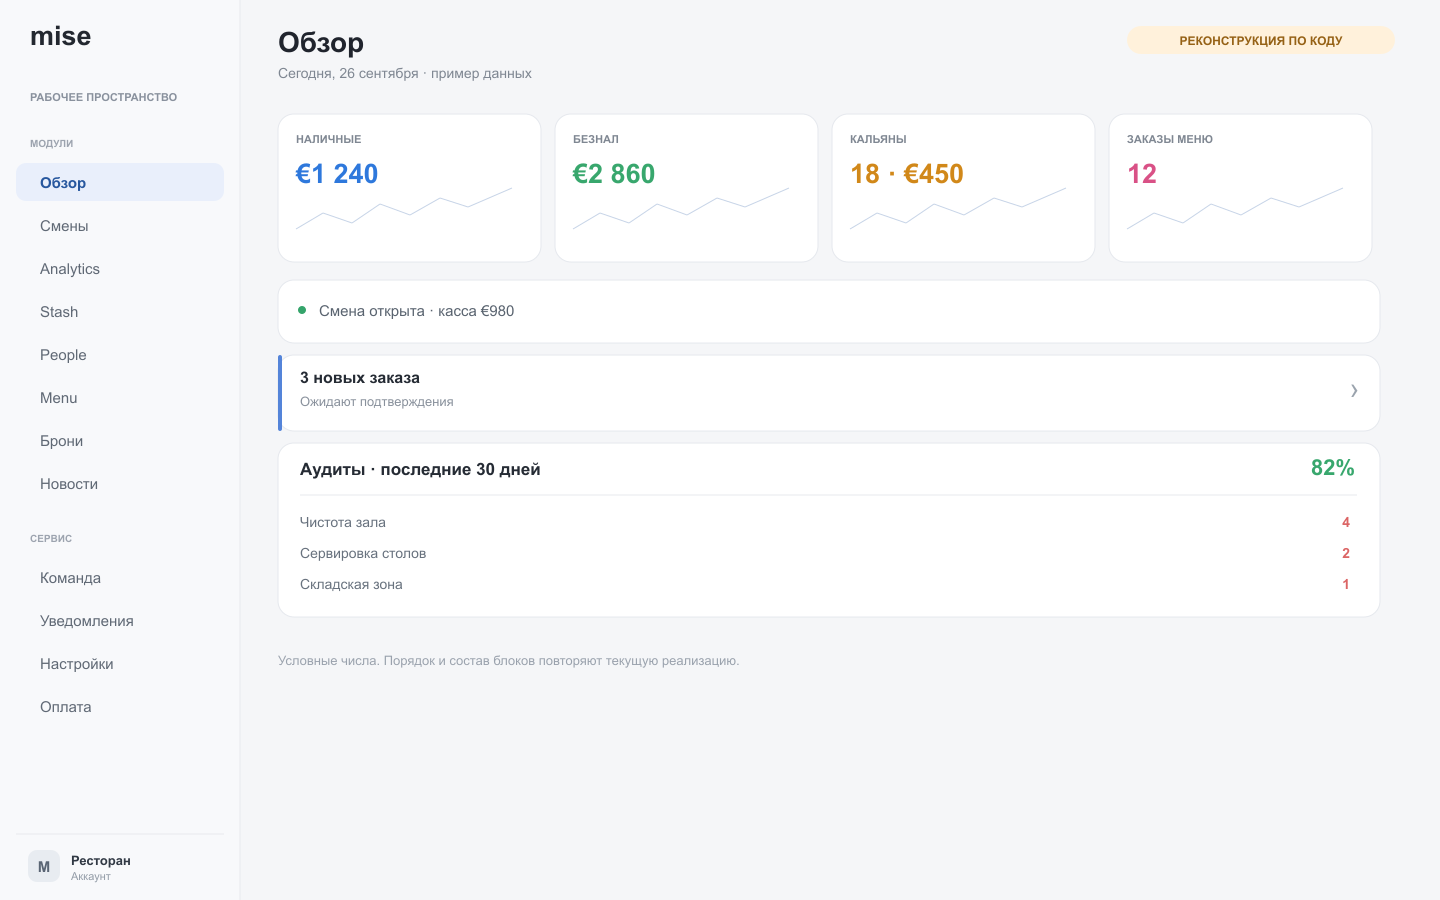 mise
РАБОЧЕЕ ПРОСТРАНСТВО
МОДУЛИ
Обзор
Смены
Analytics
Stash
People
Menu
Брони
Новости
СЕРВИС
Команда
Уведомления
Настройки
Оплата
M
Ресторан
Аккаунт
Обзор
РЕКОНСТРУКЦИЯ ПО КОДУ
Сегодня, 26 сентября · пример данных
НАЛИЧНЫЕ
€1 240
БЕЗНАЛ
€2 860
КАЛЬЯНЫ
18 · €450
ЗАКАЗЫ МЕНЮ
12
Смена открыта · касса €980
3 новых заказа
Ожидают подтверждения
Аудиты · последние 30 дней 82%
Чистота зала 4
Сервировка столов 2
Складская зона 1
Условные числа. Порядок и состав блоков повторяют текущую реализацию.